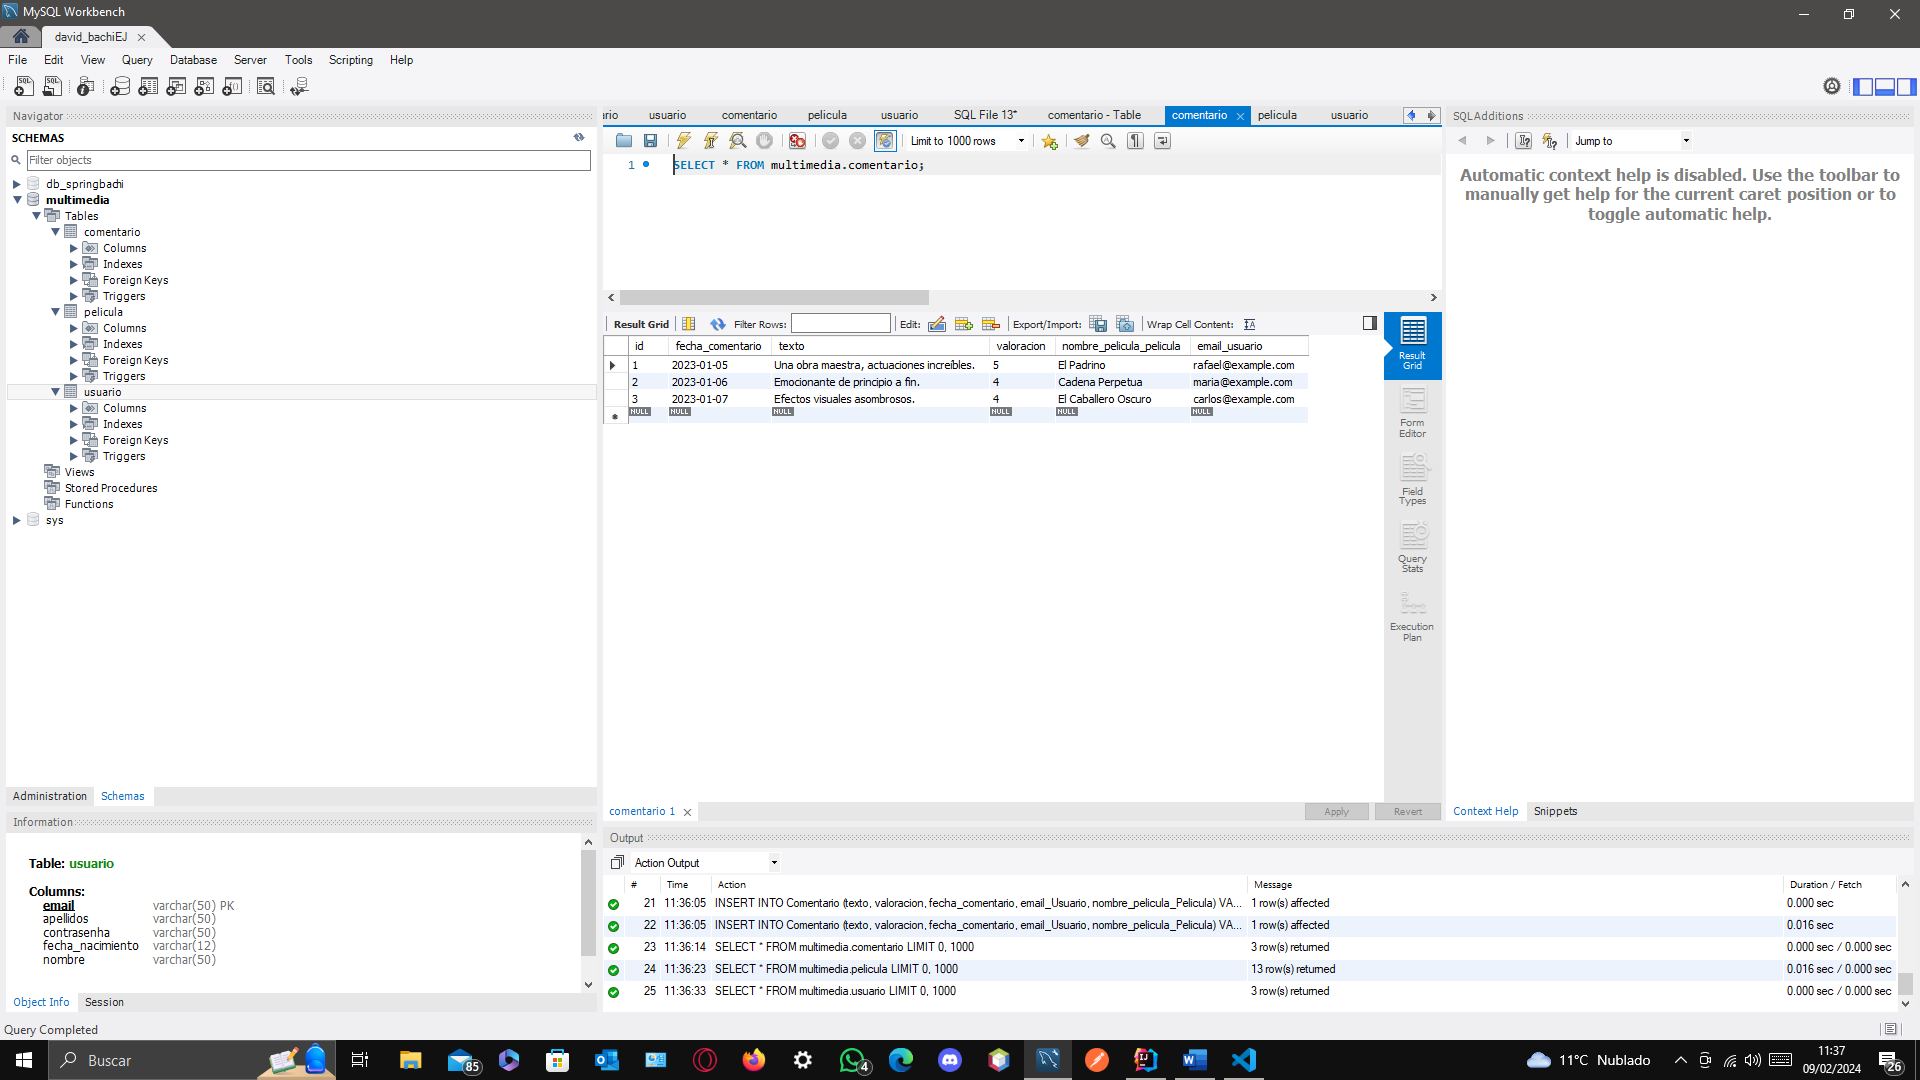 MySQL Workbench
david_bachiEJ
File Edit View Query Database Server Tools Scripting Help
Navigator
SCHEMAS
Filter objects
db_springbachi
multimedia
Tables
comentario
Columns
Indexes
Foreign Keys
Triggers
pelicula
Columns
Indexes
Foreign Keys
Triggers
usuario
Columns
Indexes
Foreign Keys
Triggers
Views
Stored Procedures
Functions
sys
Administration Schemas
Information
Table: usuario
Columns:
email varchar(50) PK
apellidos varchar(50)
contrasenha varchar(50)
fecha_nacimiento varchar(12)
nombre varchar(50)
Object Info Session
Query Completed
rio usuario comentario pelicula usuario SQL File 13* comentario - Table comentario pelicula usuario
Limit to 1000 rows
1 SELECT * FROM multimedia.comentario;
Result Grid Filter Rows: Edit: Export/Import: Wrap Cell Content:
id fecha_comentario texto valoracion nombre_pelicula_pelicula email_usuario
1 2023-01-05 Una obra maestra, actuaciones increíbles. 5 El Padrino rafael@example.com
2 2023-01-06 Emocionante de principio a fin. 4 Cadena Perpetua maria@example.com
3 2023-01-07 Efectos visuales asombrosos. 4 El Caballero Oscuro carlos@example.com
NULL NULL NULL NULL NULL NULL
Result
Grid
Form
Editor
Field
Types
Query
Stats
Execution
Plan
comentario 1
Apply Revert
SQLAdditions
Jump to
Automatic context help is disabled. Use the toolbar to
manually get help for the current caret position or to
toggle automatic help.
Context Help Snippets
Output
Action Output
# Time Action Message Duration / Fetch
21 11:36:05 INSERT INTO Comentario (texto, valoracion, fecha_comentario, email_Usuario, nombre_pelicula_Pelicula) VA... 1 row(s) affected 0.000 sec
22 11:36:05 INSERT INTO Comentario (texto, valoracion, fecha_comentario, email_Usuario, nombre_pelicula_Pelicula) VA... 1 row(s) affected 0.016 sec
23 11:36:14 SELECT * FROM multimedia.comentario LIMIT 0, 1000 3 row(s) returned 0.000 sec / 0.000 sec
24 11:36:23 SELECT * FROM multimedia.pelicula LIMIT 0, 1000 13 row(s) returned 0.016 sec / 0.000 sec
25 11:36:33 SELECT * FROM multimedia.usuario LIMIT 0, 1000 3 row(s) returned 0.000 sec / 0.000 sec
Buscar
85
4
11°C Nublado
11:37
09/02/2024
26